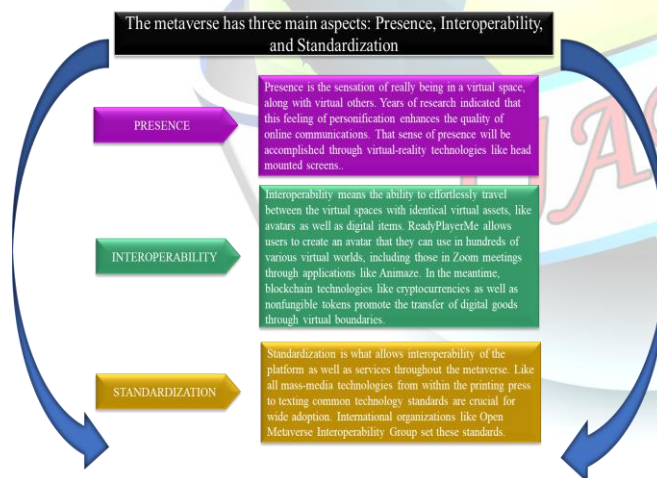 The metaverse has three main aspects: Presence, Interoperability,
and Standardization
PRESENCE
Presence is the sensation of really being in a virtual space,
along with virtual others. Years of research indicated that
this feeling of personification enhances the quality of
online communications. That sense of presence will be
accomplished through virtual-reality technologies like head
mounted screens..
INTEROPERABILITY
Interoperability means the ability to effortlessly travel
between the virtual spaces with identical virtual assets, like
avatars as well as digital items. ReadyPlayerMe allows
users to create an avatar that they can use in hundreds of
various virtual worlds, including those in Zoom meetings
through applications like Animaze. In the meantime,
blockchain technologies like cryptocurrencies as well as
nonfungible tokens promote the transfer of digital goods
through virtual boundaries.
STANDARDIZATION
Standardization is what allows interoperability of the
platform as well as services throughout the metaverse. Like
all mass-media technologies from within the printing press
to texting common technology standards are crucial for
wide adoption. International organizations like Open
Metaverse Interoperability Group set these standards.